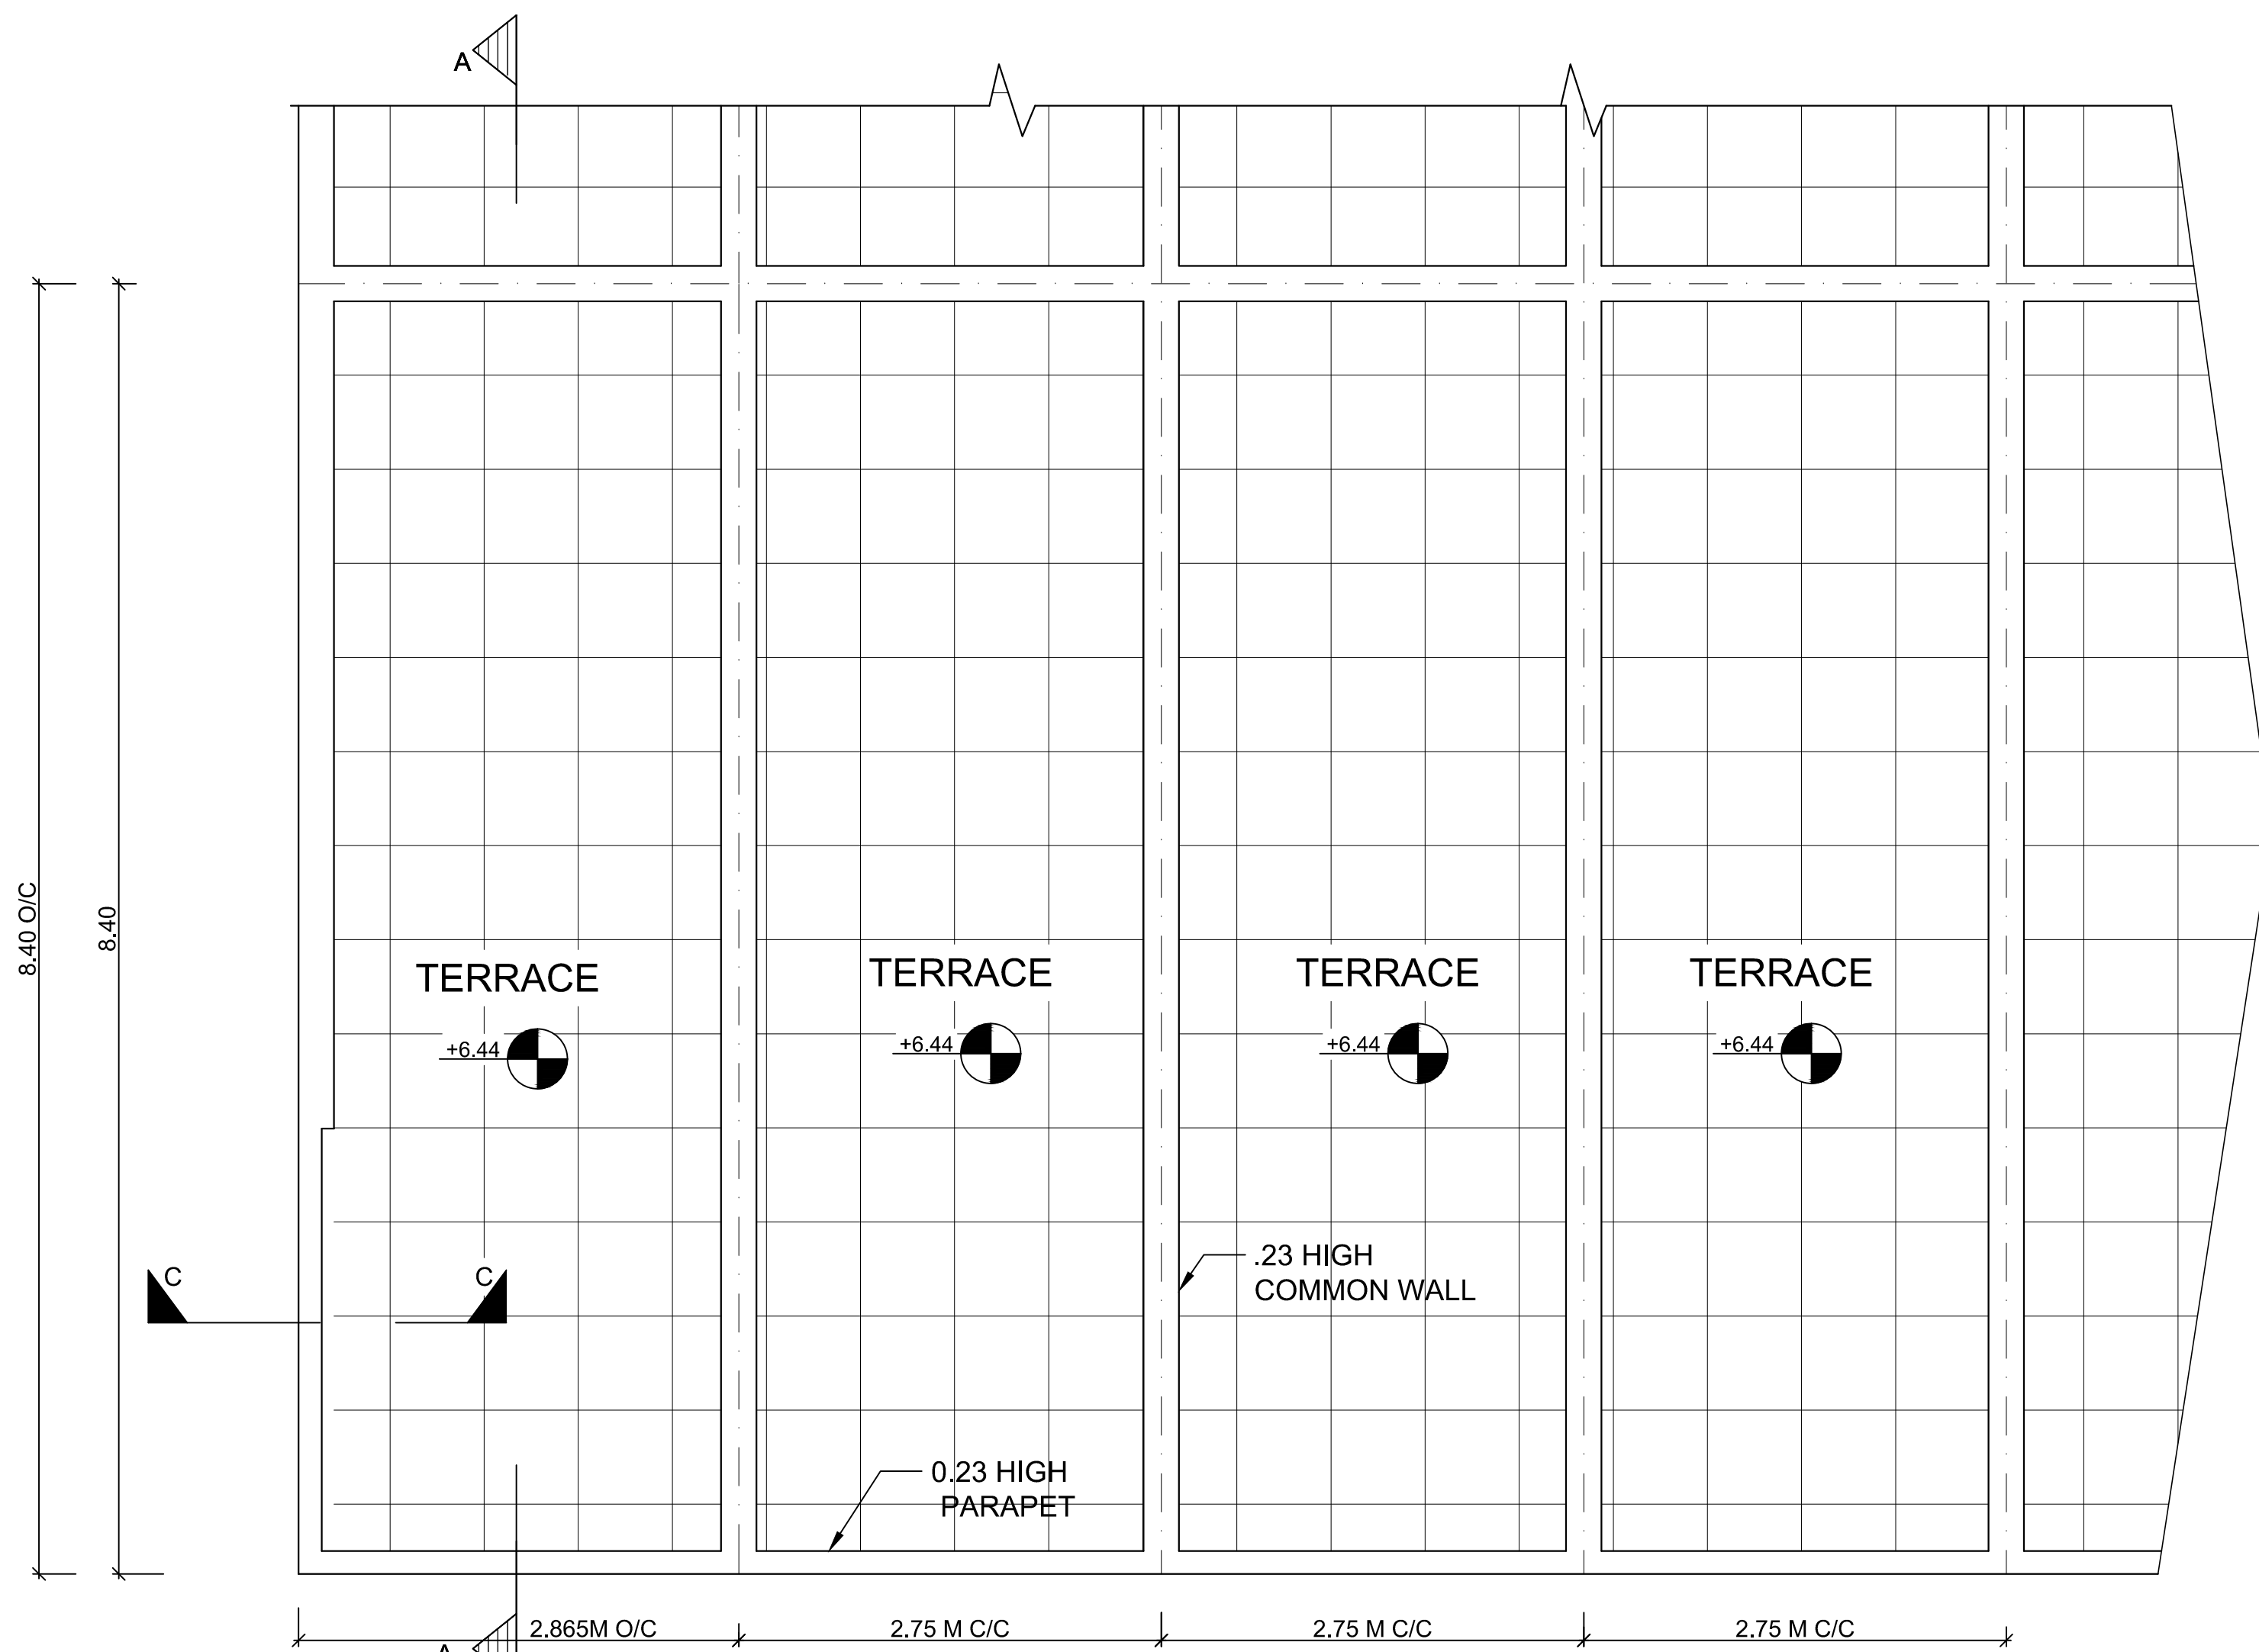 A
8.40 O/C
8.40
TERRACE
TERRACE
TERRACE
TERRACE
+6.44
+6.44
+6.44
+6.44
C
C
.23 HIGH
COMMON WALL
0.23 HIGH
PARAPET
2.865M O/C
2.75 M C/C
2.75 M C/C
2.75 M C/C
A